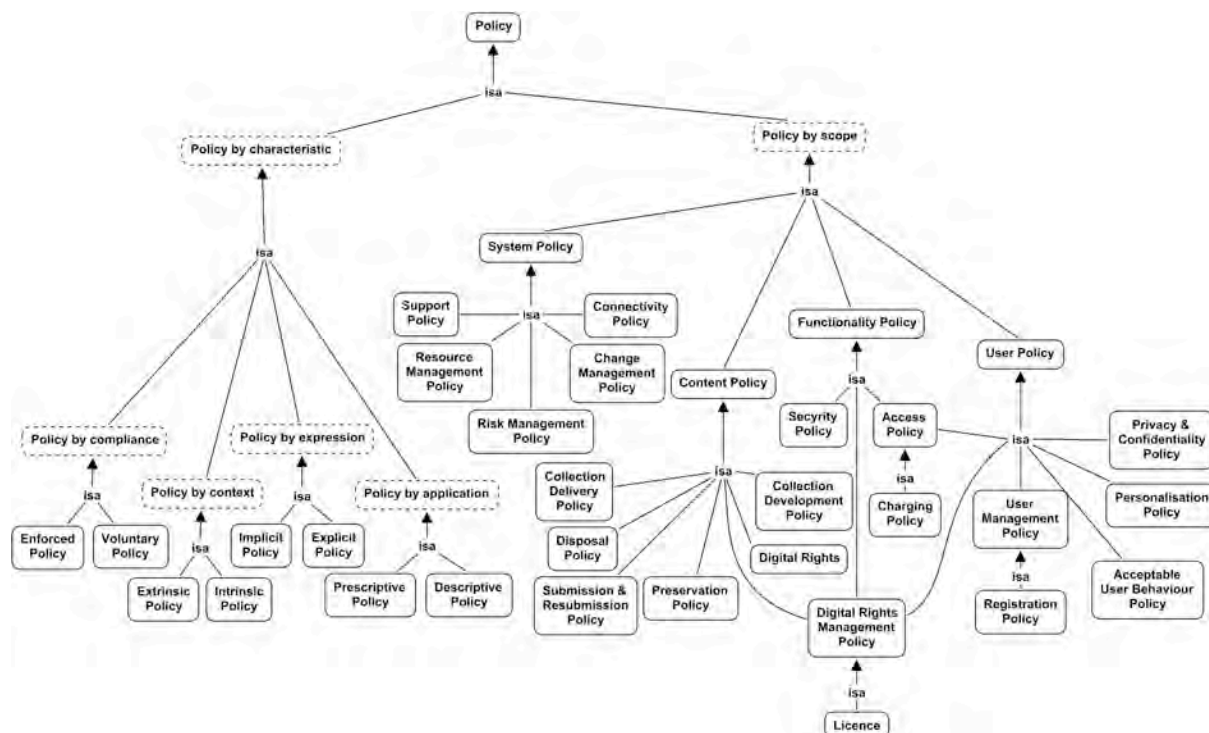 Policy
isa
Policy by characteristic
Policy by scope
isa
isa
System Policy
Support
Policy
isa
Connectivity
Policy
Resource
Management
Policy
Change
Management
Policy
Risk Management
Policy
Functionality Policy
User Policy
Content Policy
isa
Secyrity
Policy
Access
Policy
isa
Privacy &
Confidentiality
Policy
Policy by compliance
Policy by expression
isa
Policy by context
isa
Policy by application
isa
Collection
Delivery Policy
Collection
Development
Policy
isa
Charging
Policy
User
Management
Policy
Personalisation
Policy
Enforced
Policy
Voluntary
Policy
isa
Implicit
Policy
Explicit
Policy
isa
Disposal
Policy
Digital Rights
Extrinsic
Policy
Intrinsic
Policy
Prescriptive
Policy
Descriptive
Policy
Submission &
Resubmission
Policy
Preservation
Policy
Digital Rights
Management
Policy
isa
Registration
Policy
Acceptable
User Behaviour
Policy
isa
Licence